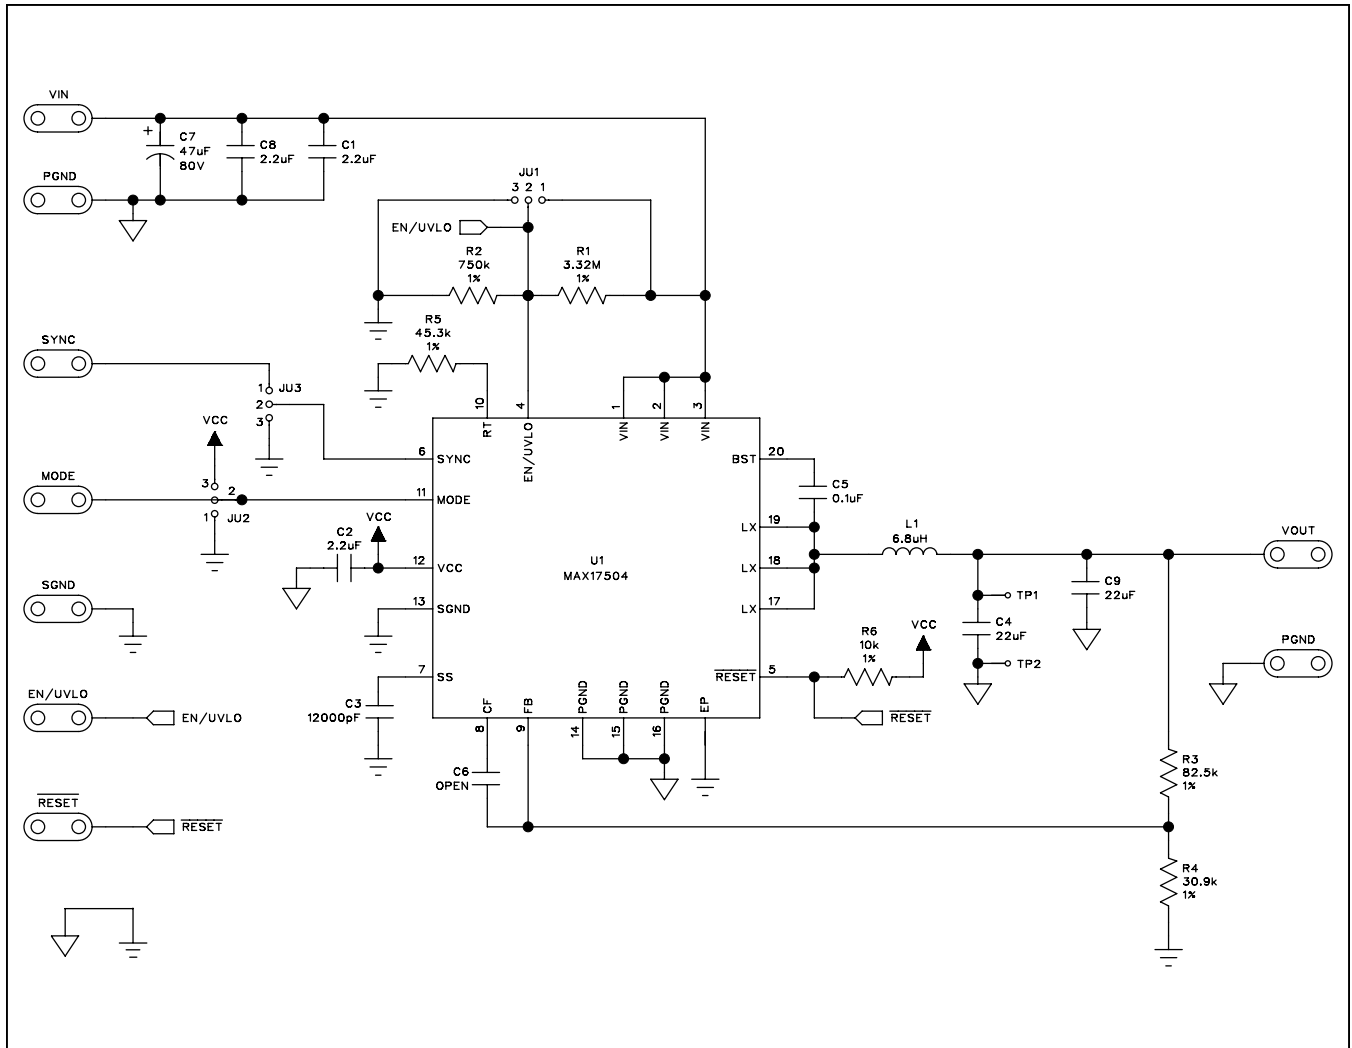 VIN
+
C7
47uF
80V
C8
2.2uF
C1
2.2uF
PGND
JU1
3 2 1
EN/UVLO
R2
750k
1%
R1
3.32M
1%
R5
45.3k
1%
SYNC
1
2
3
JU3
VCC
10
4
1
2
3
RT
EN/UVLO
VIN
VIN
VIN
6
SYNC
BST
20
C5
0.1uF
MODE
3
2
1
JU2
11
MODE
LX
19
C2
2.2uF
VCC
12
VCC
U1
MAX17504
LX
18
L1
6.8uH
VOUT
SGND
13
SGND
LX
17
TP1
C4
22uF
TP2
C9
22uF
PGND
7
SS
C3
12000pF
RESET
5
R6
10k
1%
VCC
RESET
EN/UVLO
EN/UVLO
CF
FB
PGND
PGND
PGND
EP
8
9
14
15
16
C6
OPEN
R3
82.5k
1%
RESET
RESET
R4
30.9k
1%